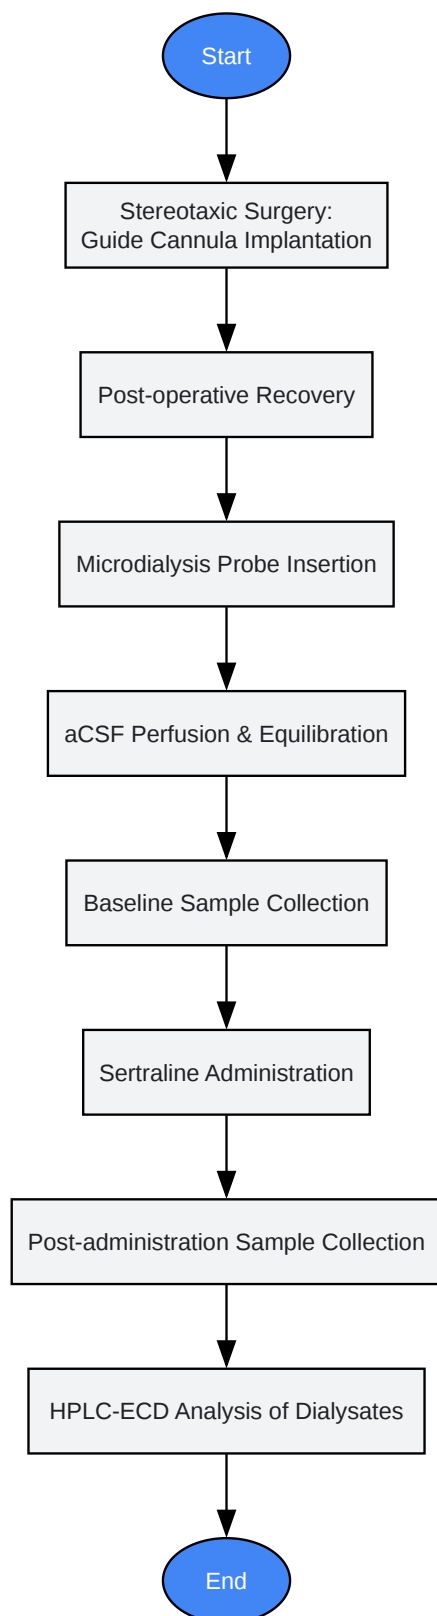 Start
Stereotaxic Surgery:
Guide Cannula Implantation
Post-operative Recovery
Microdialysis Probe Insertion
aCSF Perfusion & Equilibration
Baseline Sample Collection
Sertraline Administration
Post-administration Sample Collection
HPLC-ECD Analysis of Dialysates
End